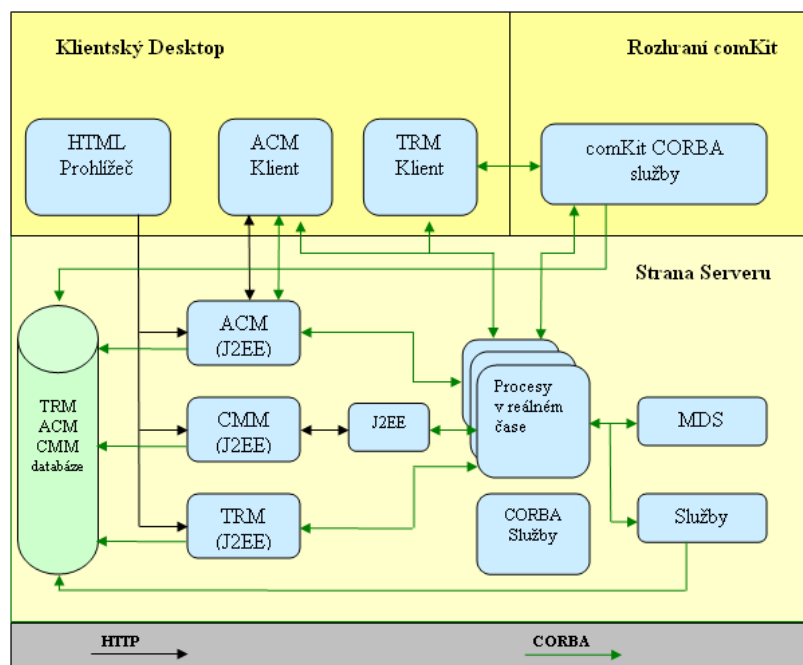 Klientský Desktop
Rozhraní comKit
HTML
Prohlížeč
ACM
Klient
TRM
Klient
comKit CORBA
služby
Strana Serveru
ACM
(J2EE)
TRM
ACM
CMM
databáze
CMM
(J2EE)
J2EE
Procesy
v reálném
čase
MDS
TRM
(J2EE)
CORBA
Služby
Služby
HTTP
CORBA